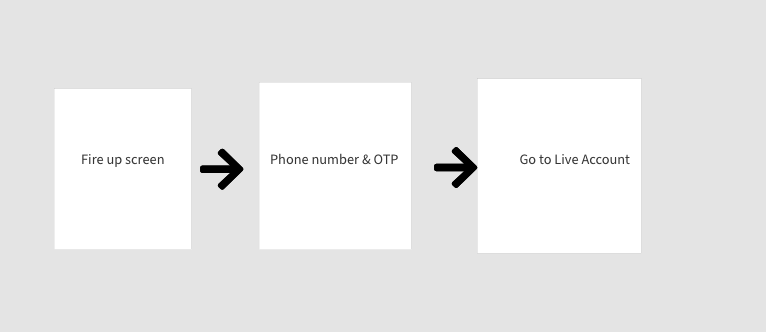 Fire up screen
Phone number & OTP
Go to Live Account